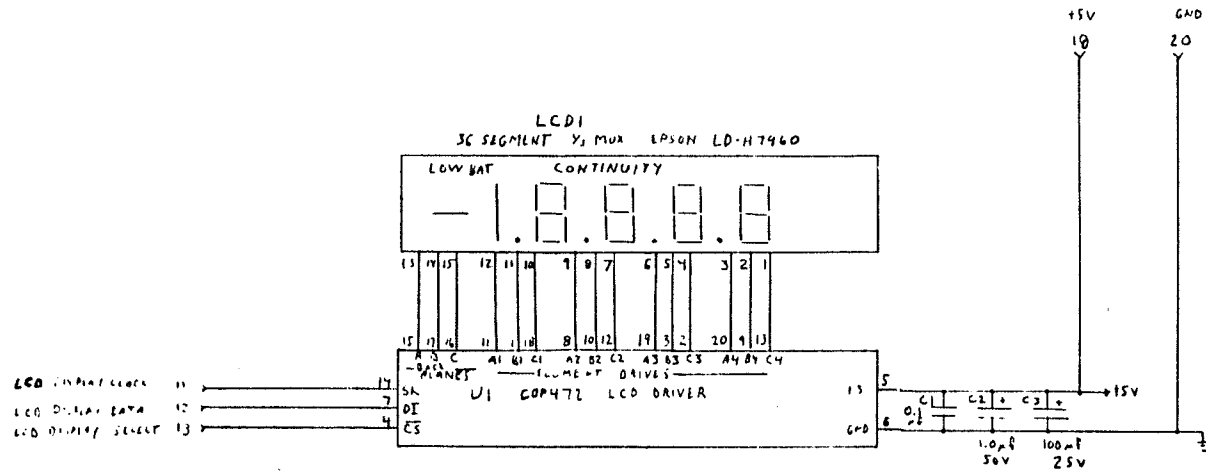 +5V GND
18 20
LCD1
36 SEGMENT 1/3 MUX EPSON LD-H7960
LOW BAT CONTINUITY
-1.8.8.8.8
13 14 15 12 11 10 9 8 7 6 5 4 3 2 1
15 17 16 11 1 18 8 10 12 19 3 2 20 9 13
A B C A1 B1 C1 A2 B2 C2 A3 B3 C3 A4 B4 C4
PLANES SEGMENT DRIVES
LCD DISPLAY CLOCK 11 14 SK
U1 COP472 LCD DRIVER
5 +5V
LCD DISPLAY DATA 12 7 DI
LCD DISPLAY SELECT 13 4 CS
GND 6
C1 0.1 µf
C2 + 1.0µf 50V
C3 + 100µf 25V